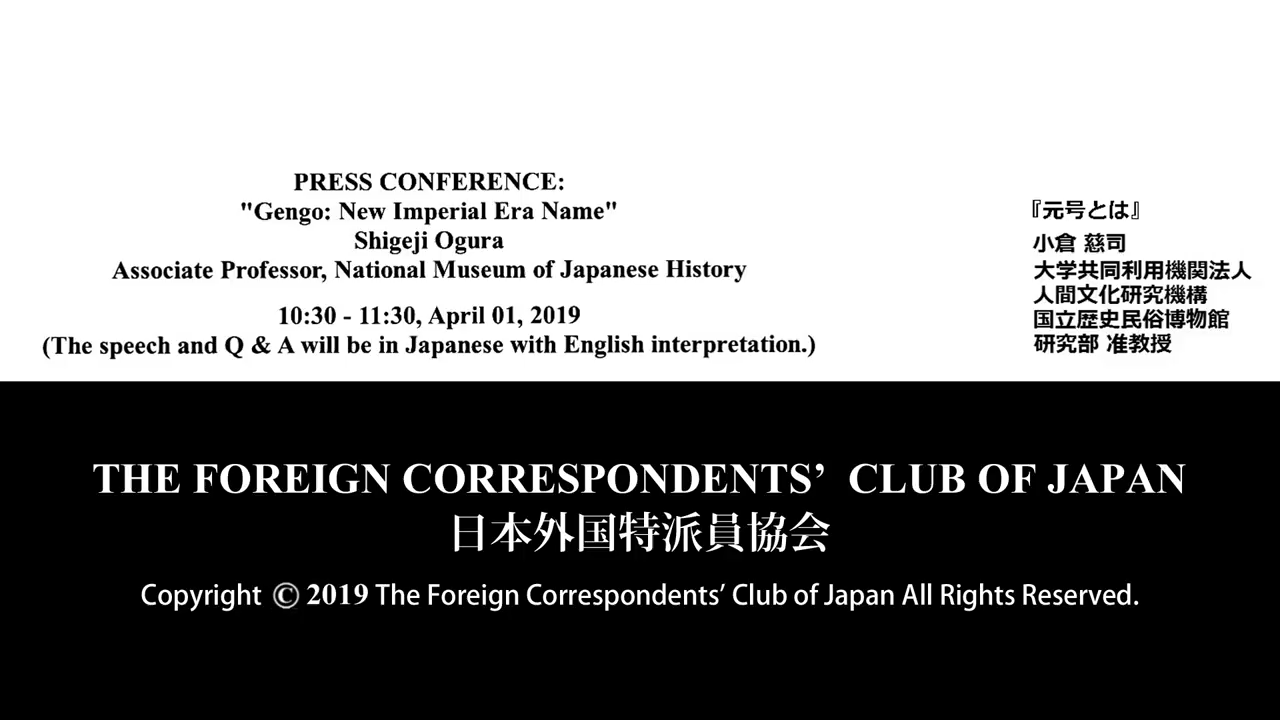 PRESS CONFERENCE:
"Gengo: New Imperial Era Name"
Shigeji Ogura
Associate Professor, National Museum of Japanese History
10:30 - 11:30, April 01, 2019
(The speech and Q & A will be in Japanese with English interpretation.)
『元号とは』
小倉 慈司
大学共同利用機関法人
人間文化研究機構
国立歴史民俗博物館
研究部 准教授
THE FOREIGN CORRESPONDENTS’ CLUB OF JAPAN
日本外国特派員協会
Copyright © 2019 The Foreign Correspondents’ Club of Japan All Rights Reserved.